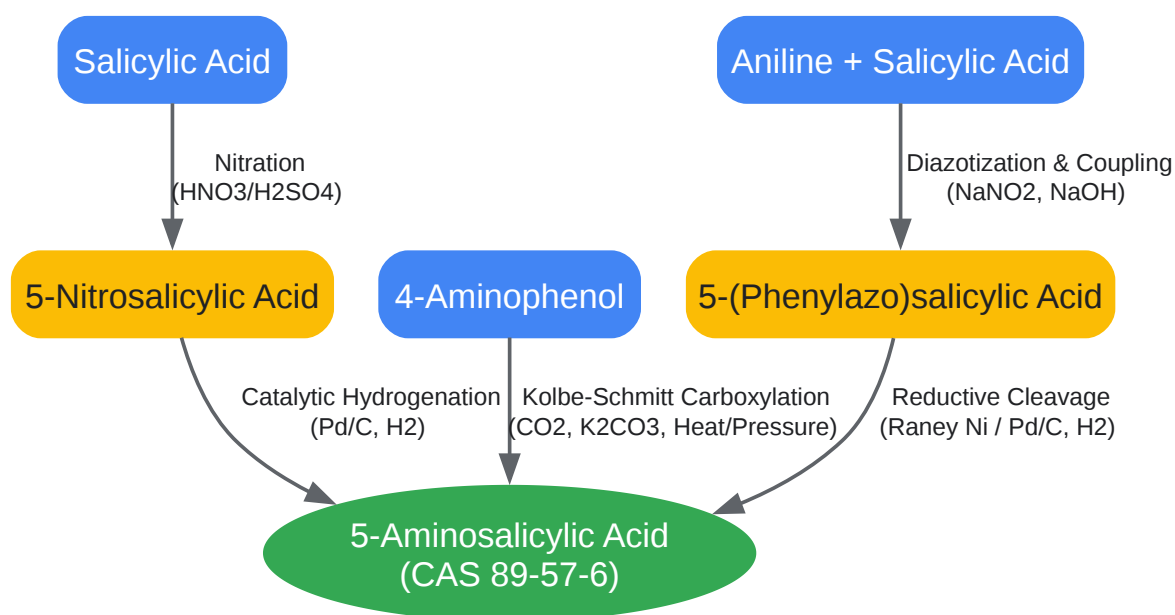 Salicylic Acid
Aniline + Salicylic Acid
Nitration
(HNO3/H2SO4)
Diazotization & Coupling
(NaNO2, NaOH)
5-Nitrosalicylic Acid
4-Aminophenol
5-(Phenylazo)salicylic Acid
Catalytic Hydrogenation
(Pd/C, H2)
Kolbe-Schmitt Carboxylation
(CO2, K2CO3, Heat/Pressure)
Reductive Cleavage
(Raney Ni / Pd/C, H2)
5-Aminosalicylic Acid
(CAS 89-57-6)